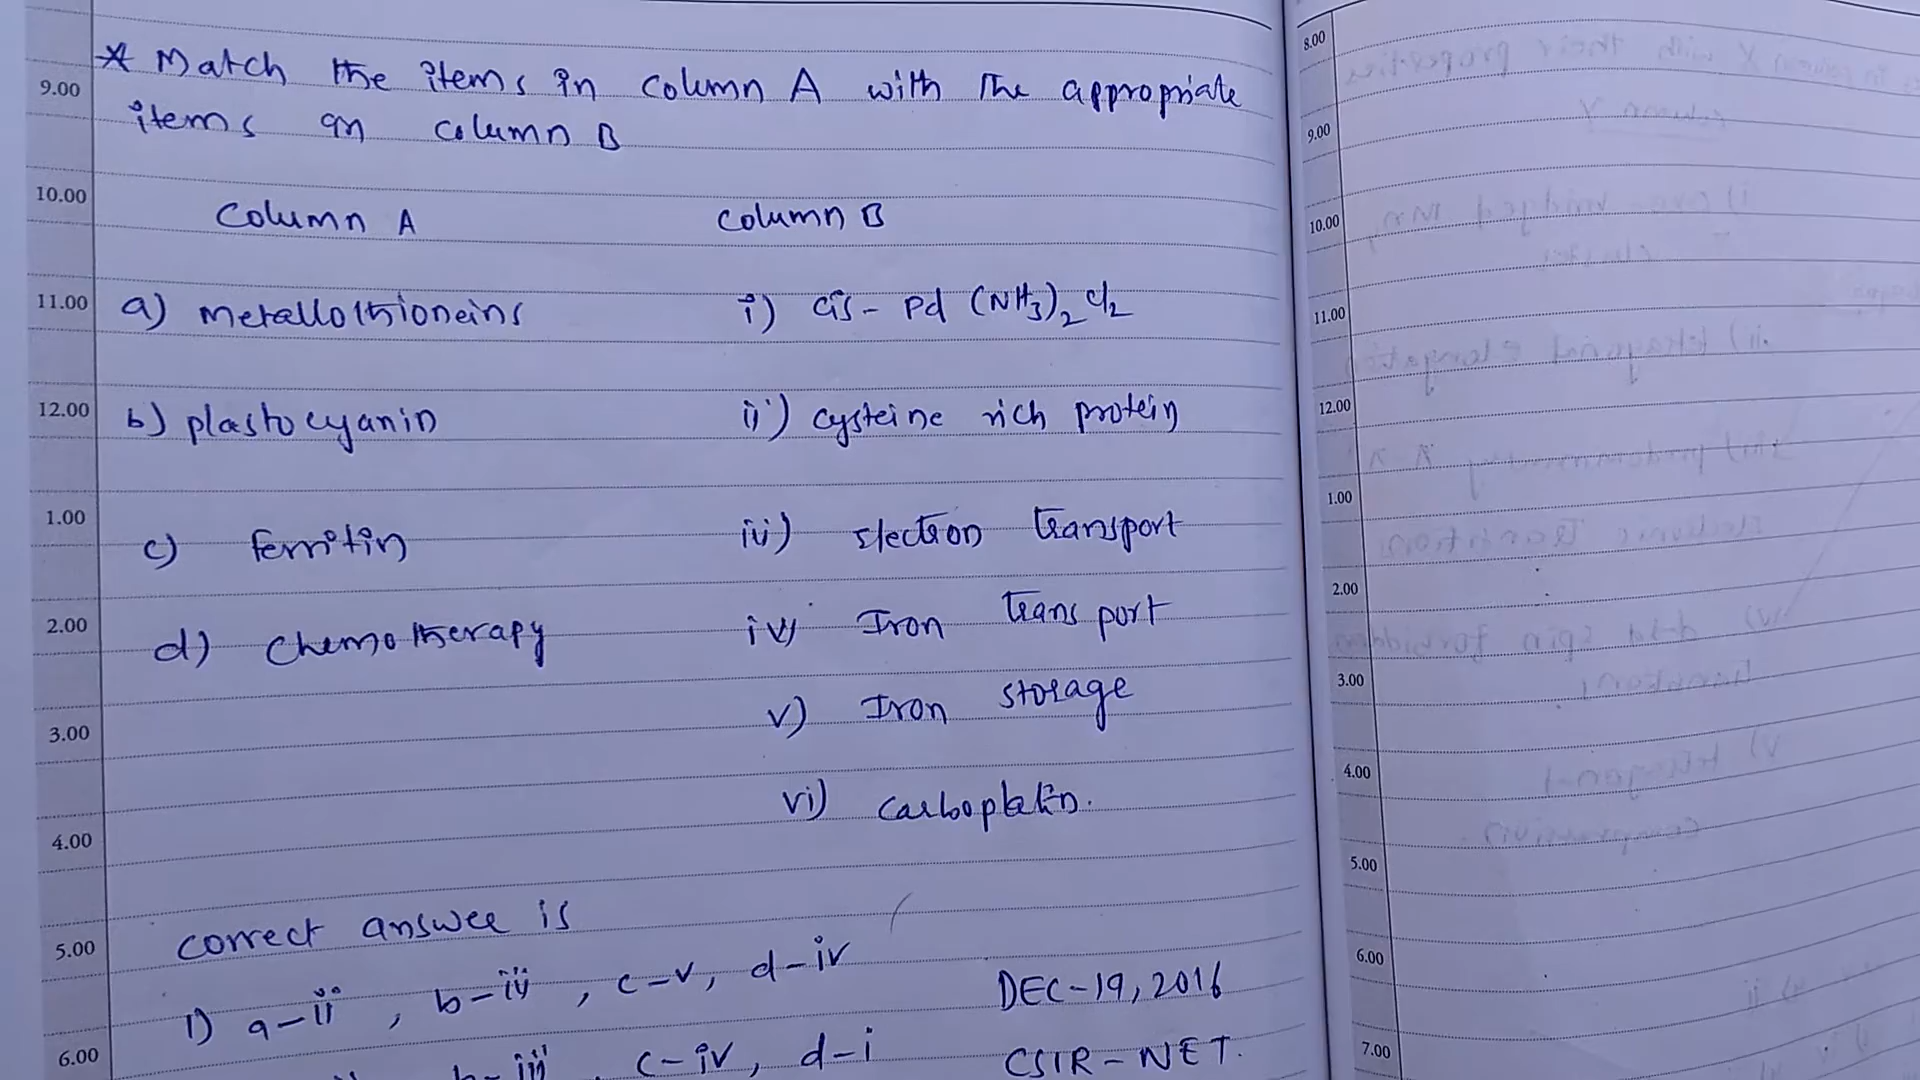 * Match the items in column A with the appropriate
items in column B
Column A
Column B
a) metallothioneins
i) cis- Pd (NH3)2 Cl2
b) plastocyanin
ii) cysteine rich protein
c) ferritin
iii) Electron transport
d) chemotherapy
iv) Iron transport
v) Iron storage
vi) carboplatin.
correct answer is
1) a-ii, b-iii, c-v, d-iv
DEC-19, 2016
b-iii, c-iv, d-i
CSIR-NET.
9.00
10.00
11.00
12.00
1.00
2.00
3.00
4.00
5.00
6.00
8.00
9.00
10.00
11.00
12.00
1.00
2.00
3.00
4.00
5.00
6.00
7.00